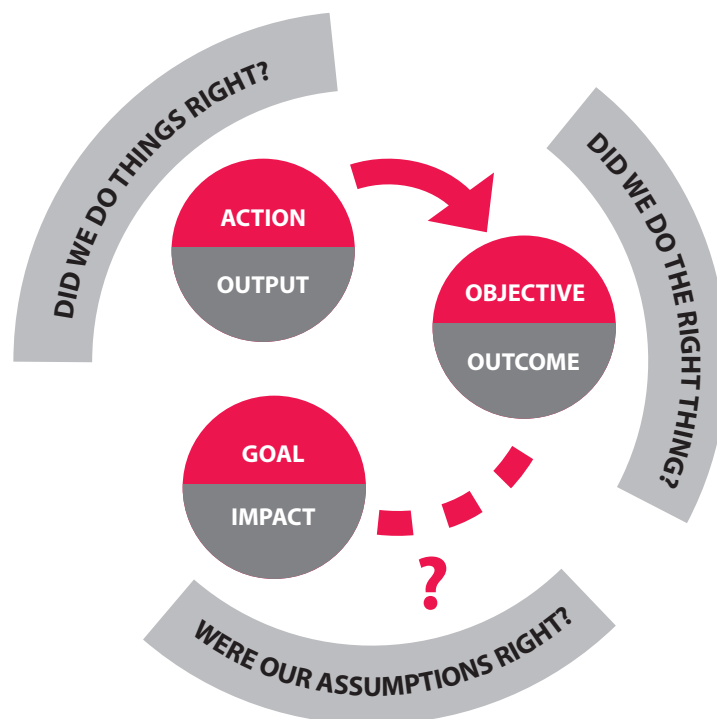 DID WE DO THINGS RIGHT?
ACTION
OUTPUT
DID WE DO THE RIGHT THING?
OBJECTIVE
OUTCOME
GOAL
IMPACT
?
WERE OUR ASSUMPTIONS RIGHT?